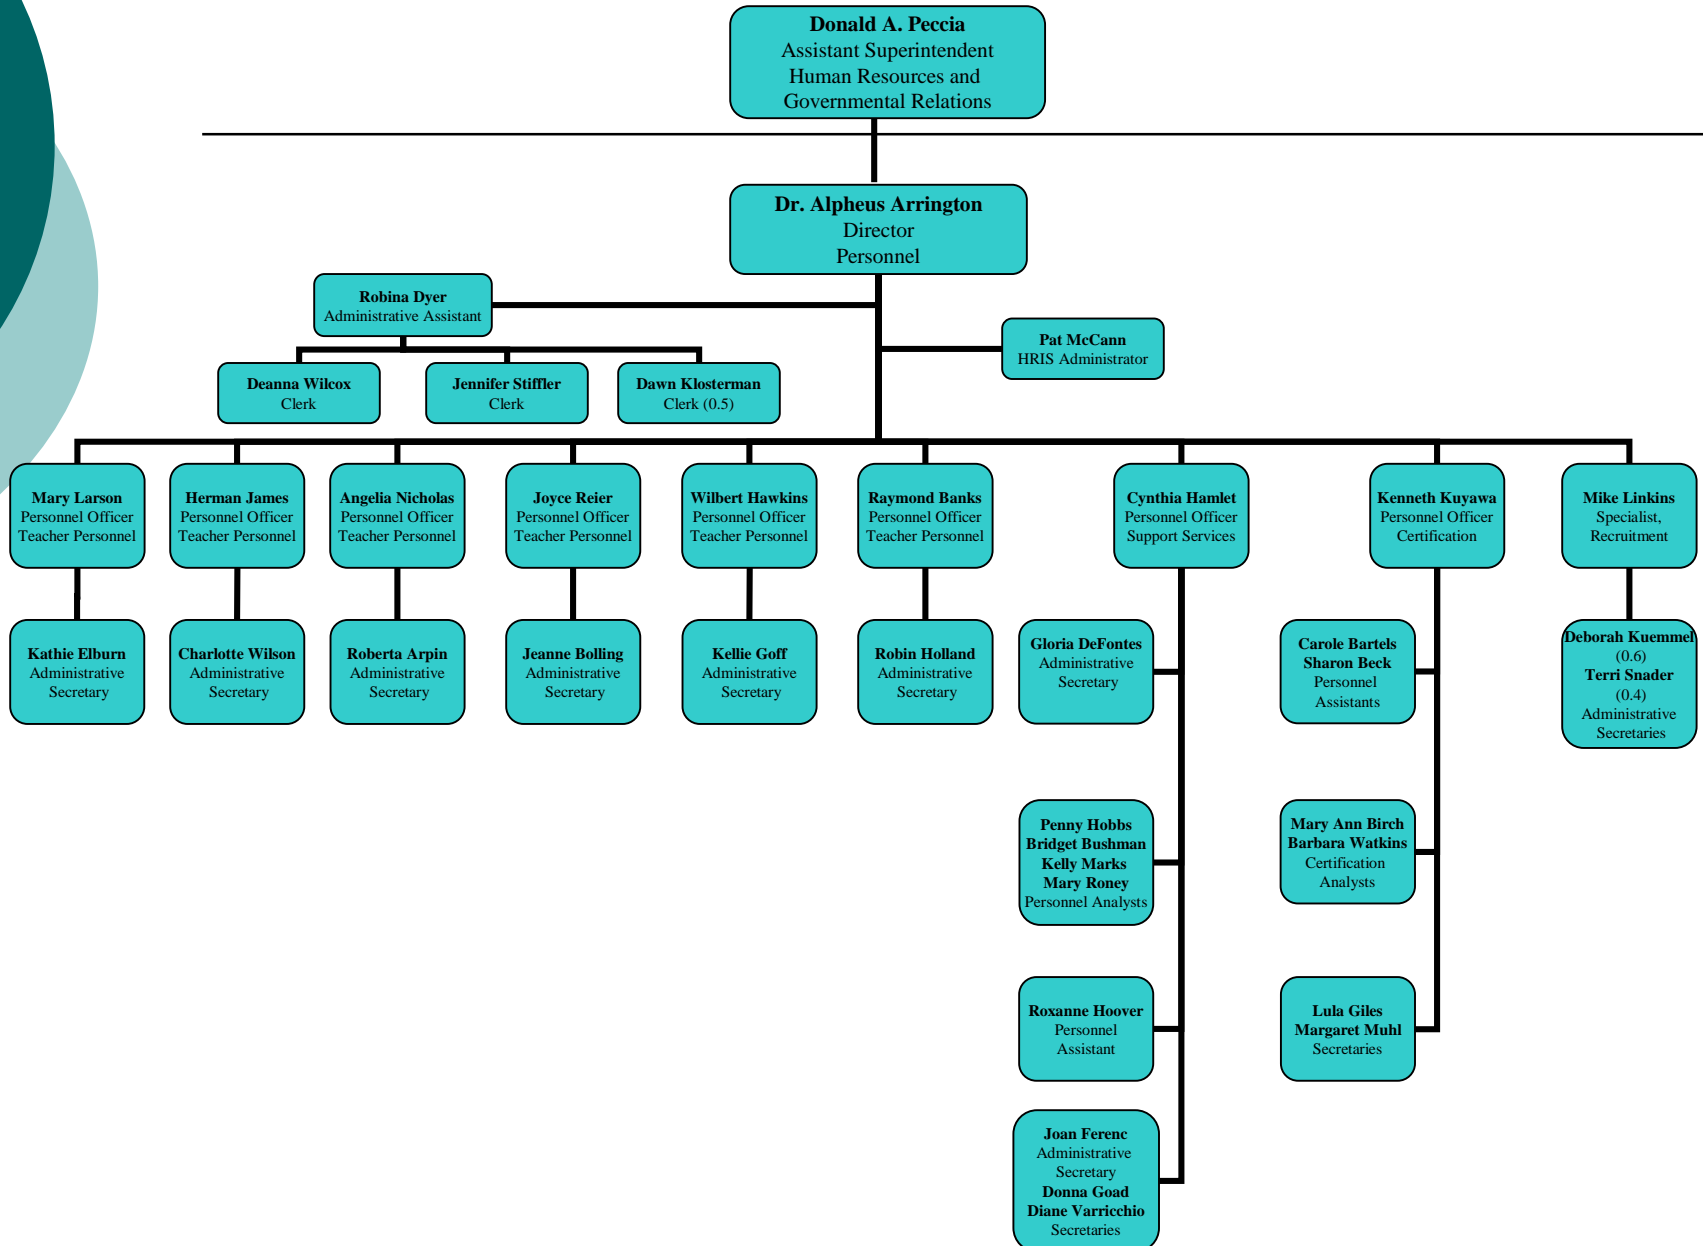 Donald A. Peccia
Assistant Superintendent
Human Resources and
Governmental Relations
Dr. Alpheus Arrington
Director
Personnel
Robina Dyer
Administrative Assistant
Pat McCann
HRIS Administrator
Deanna Wilcox
Clerk
Jennifer Stiffler
Clerk
Dawn Klosterman
Clerk (0.5)
Mary Larson
Personnel Officer
Teacher Personnel
Herman James
Personnel Officer
Teacher Personnel
Angelia Nicholas
Personnel Officer
Teacher Personnel
Joyce Reier
Personnel Officer
Teacher Personnel
Wilbert Hawkins
Personnel Officer
Teacher Personnel
Raymond Banks
Personnel Officer
Teacher Personnel
Cynthia Hamlet
Personnel Officer
Support Services
Kenneth Kuyawa
Personnel Officer
Certification
Mike Linkins
Specialist,
Recruitment
Kathie Elburn
Administrative
Secretary
Charlotte Wilson
Administrative
Secretary
Roberta Arpin
Administrative
Secretary
Jeanne Bolling
Administrative
Secretary
Kellie Goff
Administrative
Secretary
Robin Holland
Administrative
Secretary
Gloria DeFontes
Administrative
Secretary
Carole Bartels
Sharon Beck
Personnel
Assistants
Deborah Kuemmel
(0.6)
Terri Snader
(0.4)
Administrative
Secretaries
Penny Hobbs
Bridget Bushman
Kelly Marks
Mary Roney
Personnel Analysts
Mary Ann Birch
Barbara Watkins
Certification
Analysts
Roxanne Hoover
Personnel
Assistant
Lula Giles
Margaret Muhl
Secretaries
Joan Ferenc
Administrative
Secretary
Donna Goad
Diane Varricchio
Secretaries